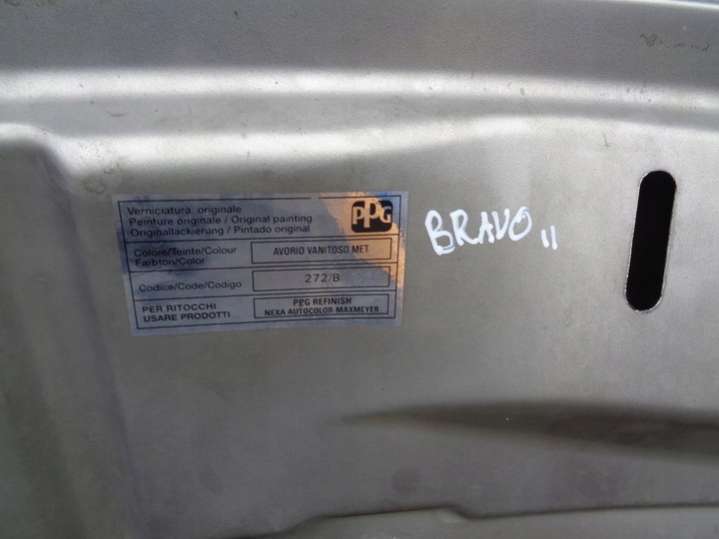 Verniciatura originale
Peinture originale / Original painting
Originallackierung / Pintado original
PPG
Colore/Teinte/Colour
Farbton/Color
AVORIO VANITOSO MET.
Codice/Code/Codigo
272/B
PER RITOCCHI
USARE PRODOTTI
PPG REFINISH
NEXA AUTOCOLOR MAXMEYER
BRAVO II